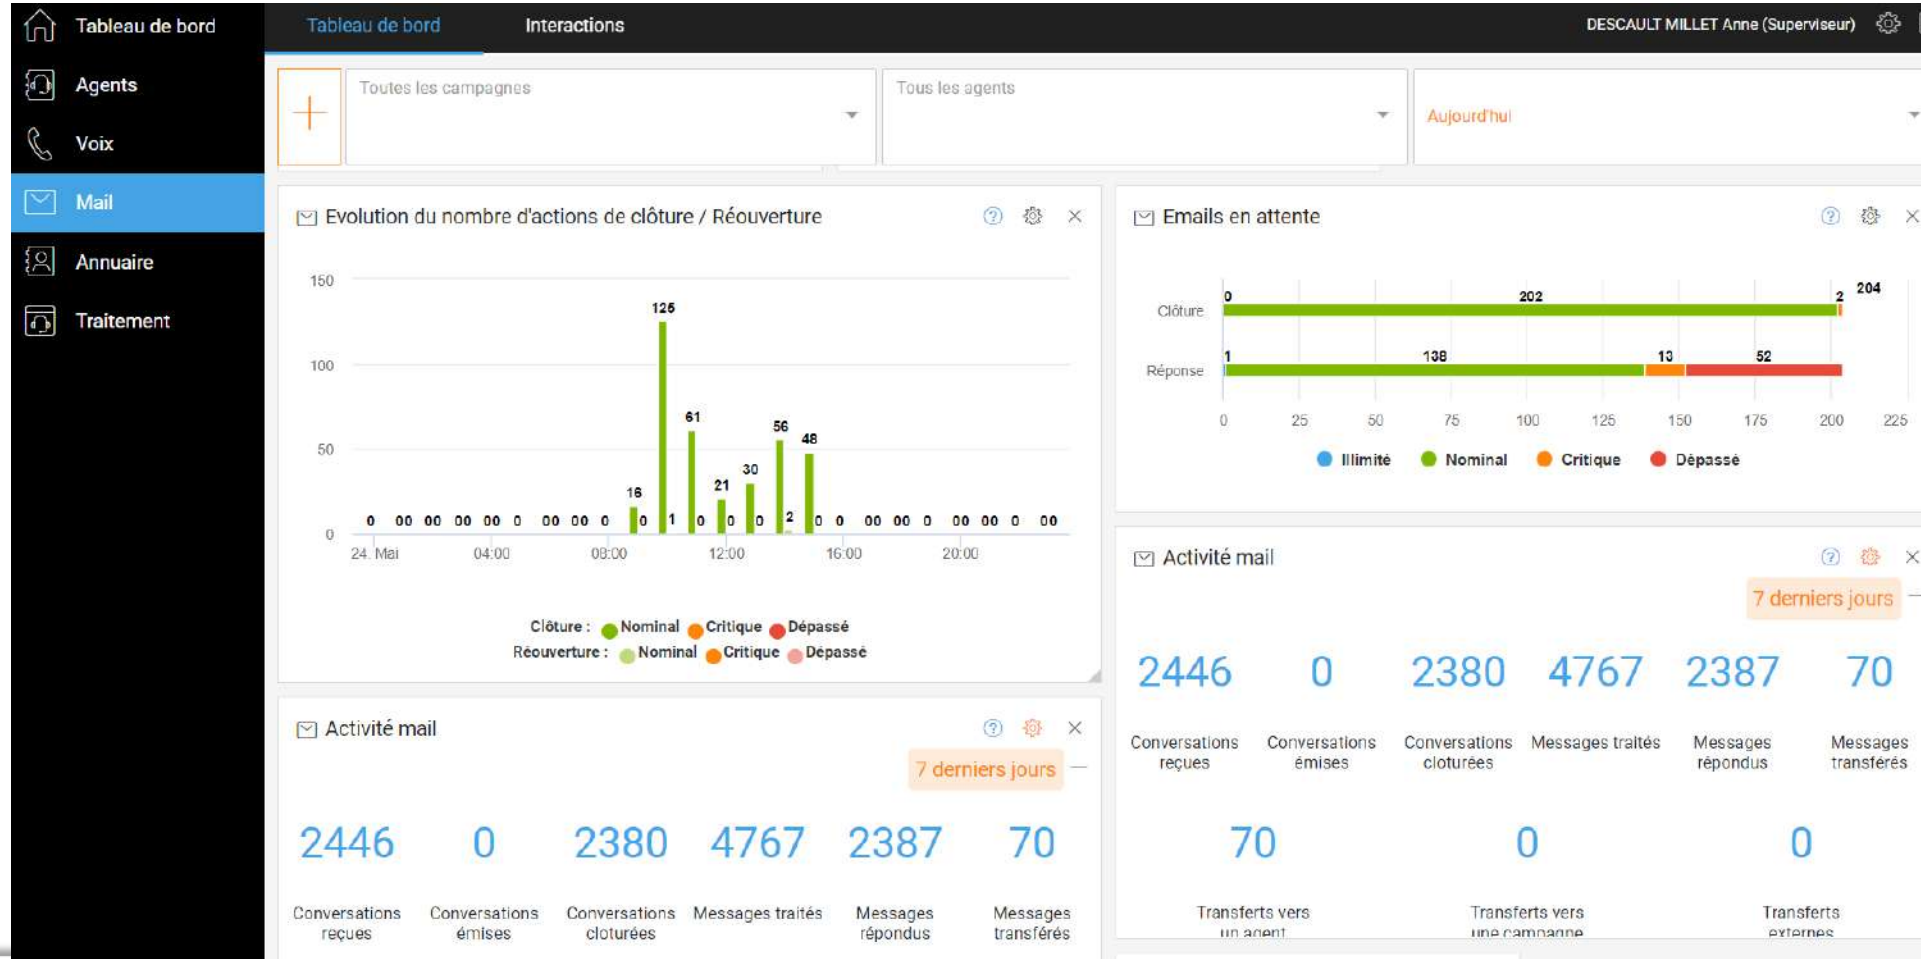 Tableau de bord
Agents
Voix
Mail
Annuaire
Traitement
Tableau de bord Interactions DESCAULT MILLET Anne (Superviseur)
Toutes les campagnes Tous les agents Aujourd'hui
Evolution du nombre d'actions de clôture / Réouverture
150
100
50
0
126
61
56
48
30
21
16
0 00 00 00 00 0 00 00 0 0 1 0 0 0 2 0 0 00 00 0 00 00 0 00
24. Mai 04:00 08:00 12:00 16:00 20:00
Clôture : Nominal Critique Dépassé
Réouverture : Nominal Critique Dépassé
Emails en attente
0 202 2 204
Clôture
1 138 13 52
Réponse
0 25 50 75 100 125 150 175 200 225
Illimité Nominal Critique Dépassé
Activité mail
7 derniers jours
2446 0 2380 4767 2387 70
Conversations Conversations Conversations Messages traités Messages Messages
reçues émises cloturées répondus transférés
70 0 0
Transferts vers Transferts vers Transferts
un agent une campagne externes
Activité mail
7 derniers jours
2446 0 2380 4767 2387 70
Conversations Conversations Conversations Messages traités Messages Messages
reçues émises cloturées répondus transférés